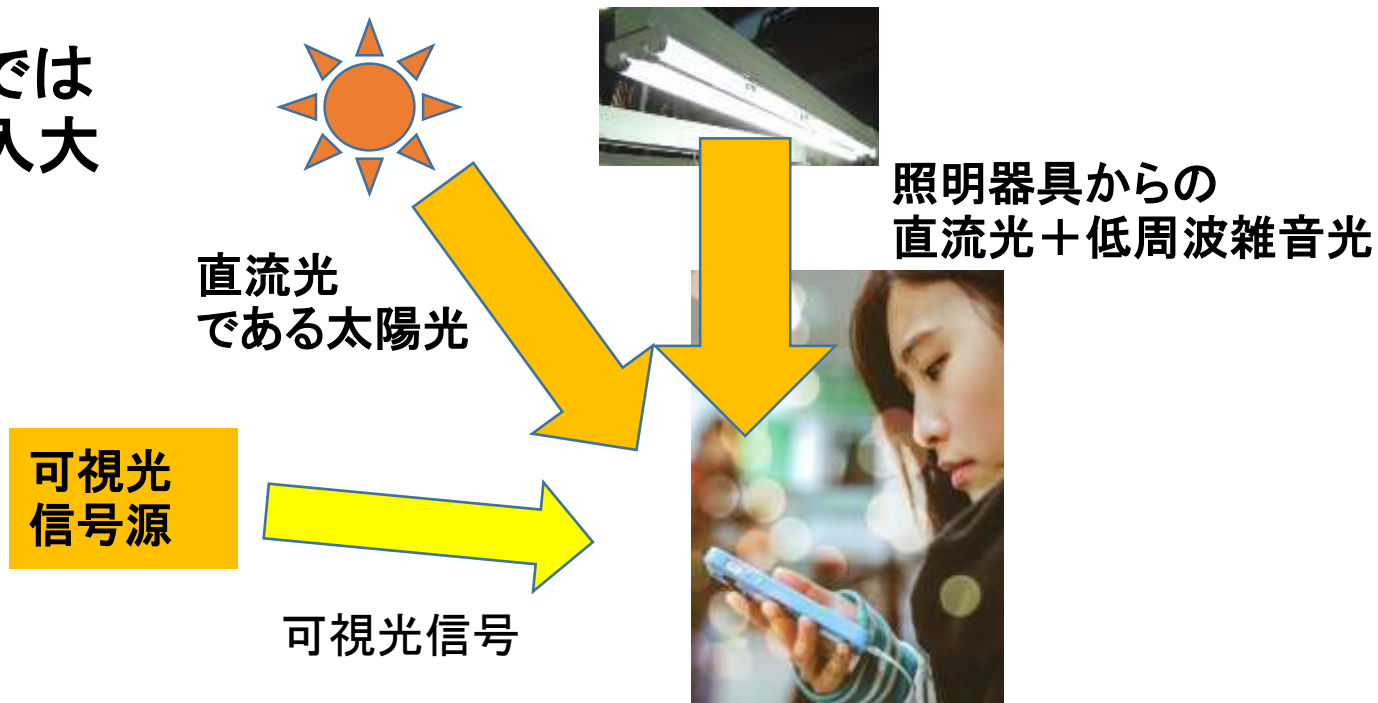 では
入大
照明器具からの
直流光＋低周波雑音光
直流光
である太陽光
可視光
信号源
可視光信号